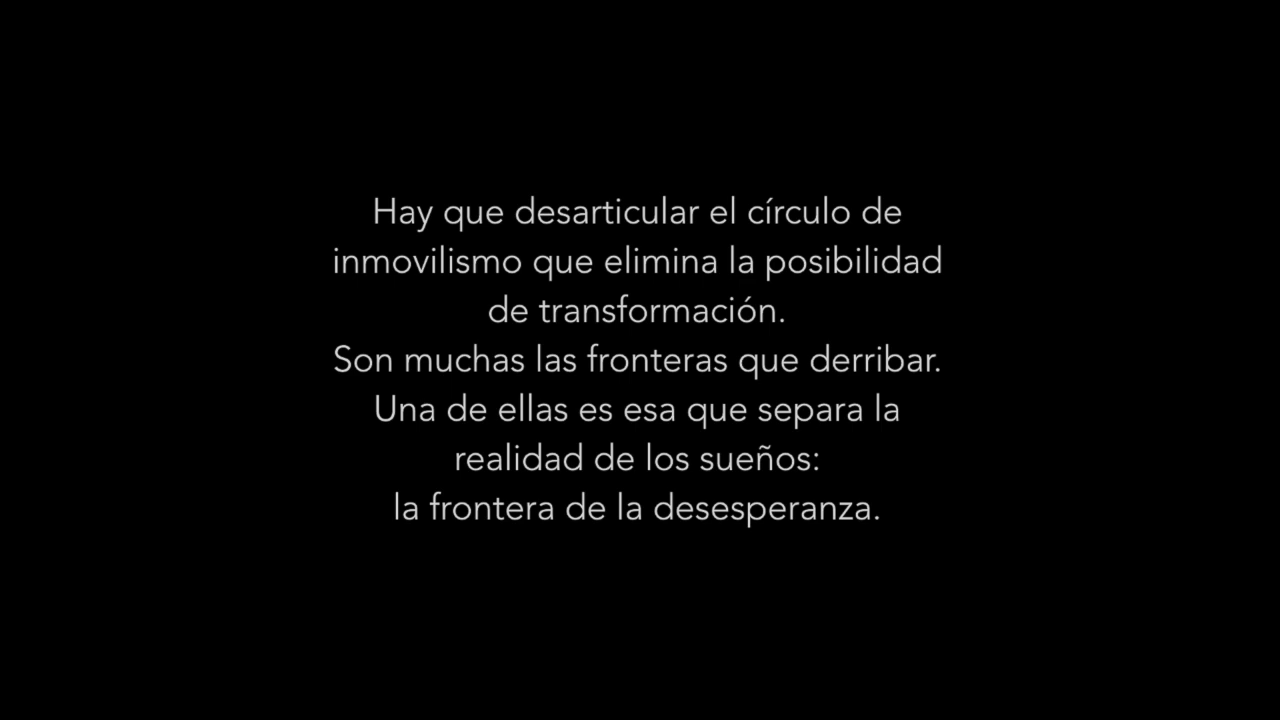 Hay que desarticular el círculo de
inmovilismo que elimina la posibilidad
de transformación.
Son muchas las fronteras que derribar.
Una de ellas es esa que separa la
realidad de los sueños:
la frontera de la desesperanza.